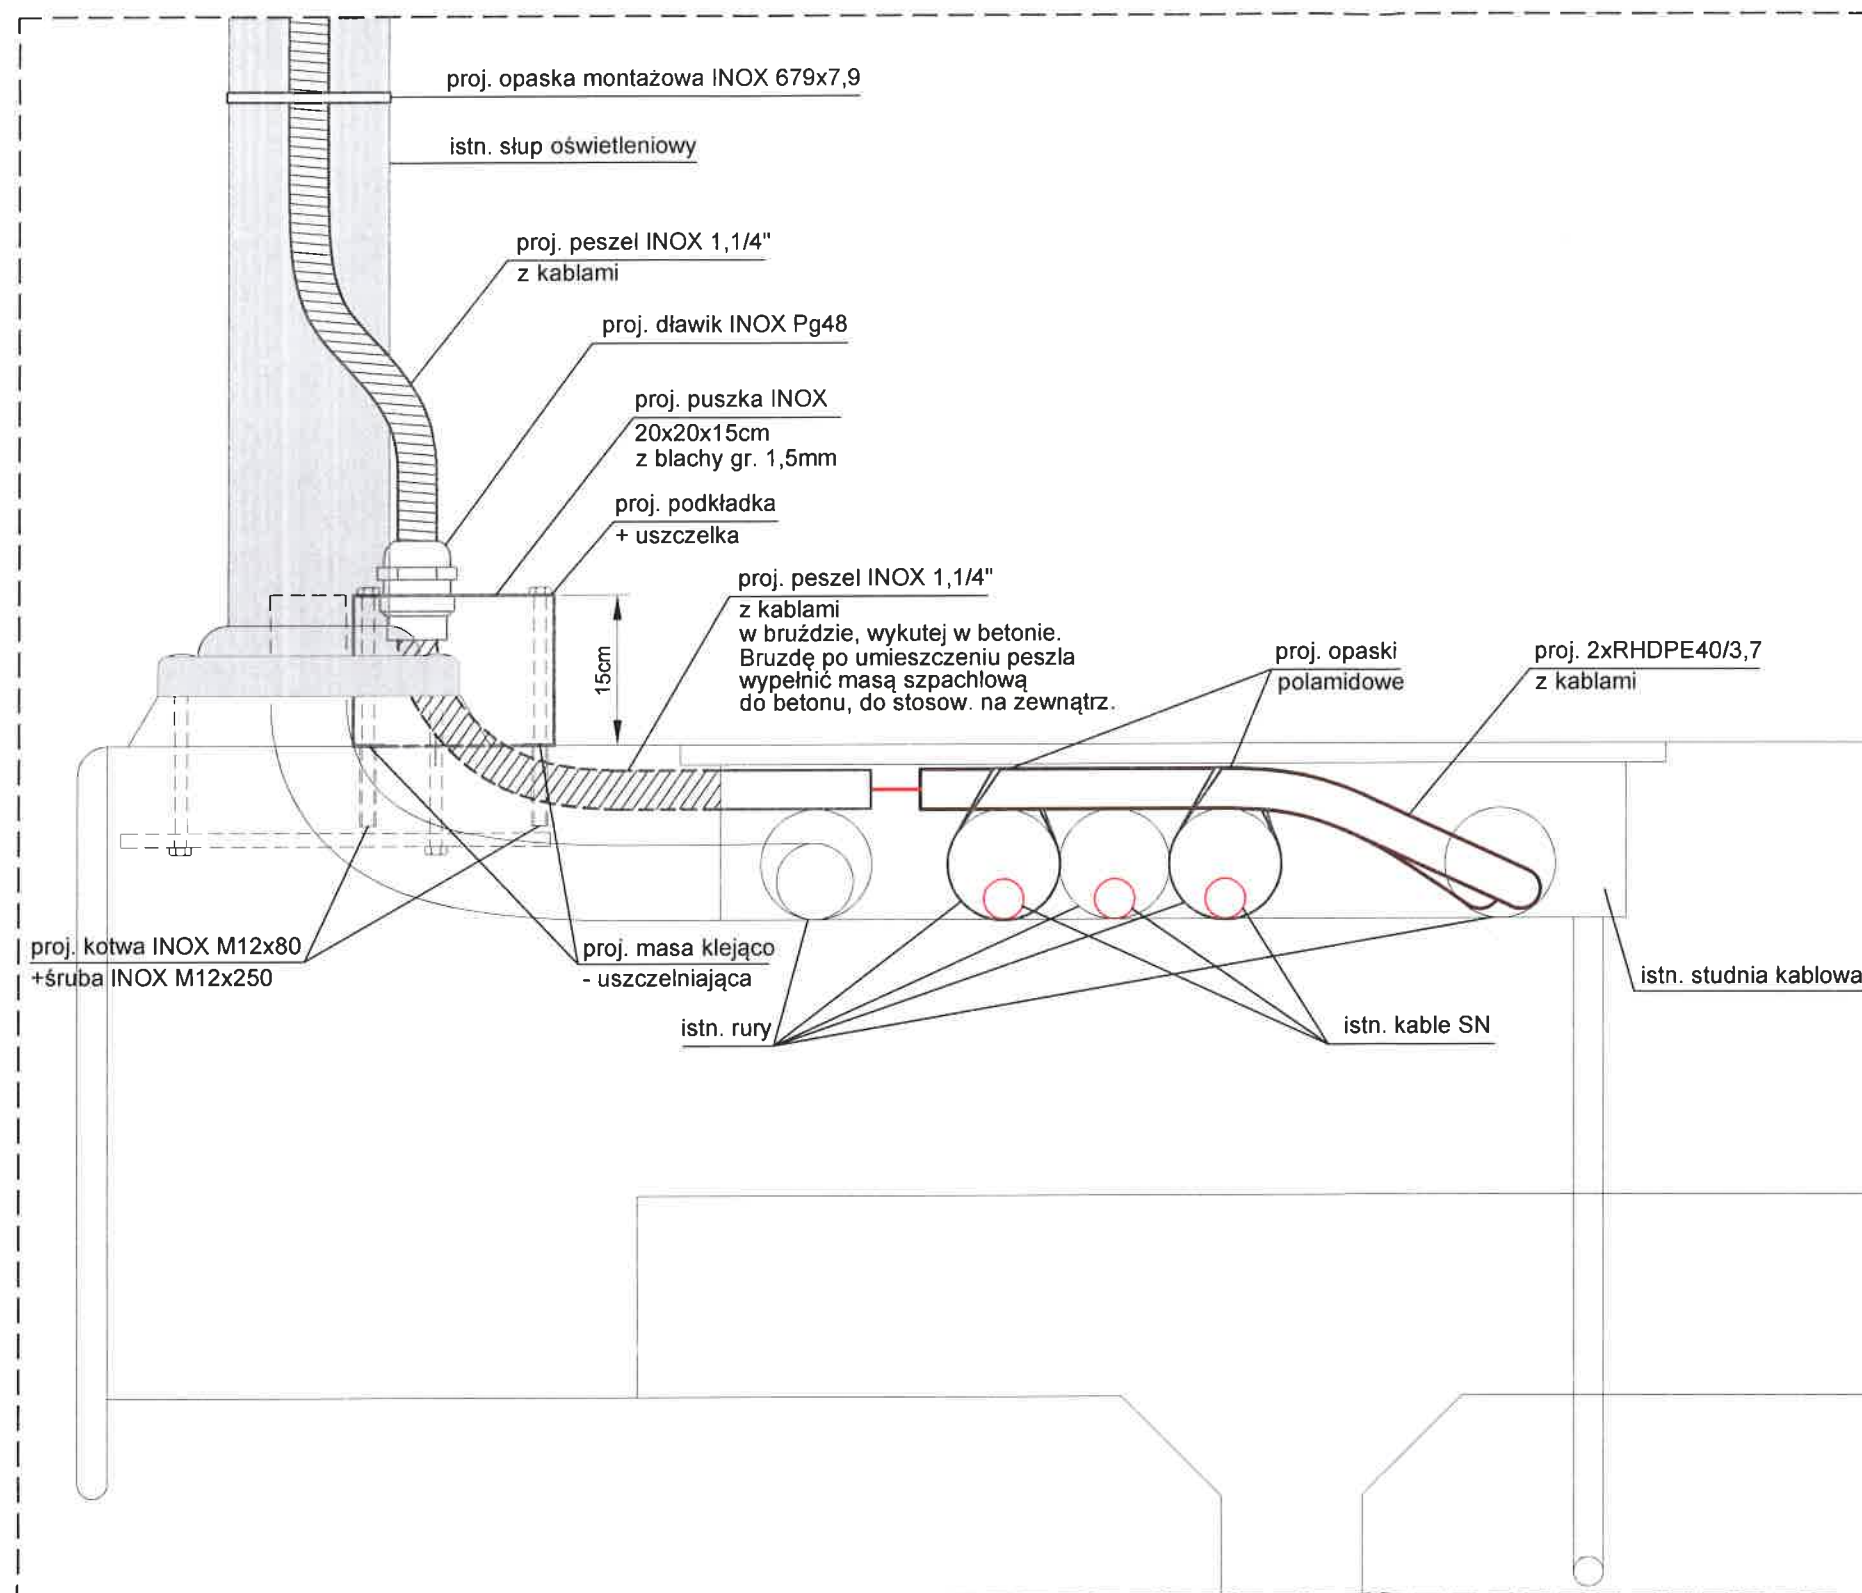 proj. opaska montażowa INOX 679x7,9
istn. słup oświetleniowy
proj. peszel INOX 1,1/4"
z kablami
proj. dławik INOX Pg48
proj. puszka INOX
20x20x15cm
z blachy gr. 1,5mm
proj. podkładka
+ uszczelka
proj. peszel INOX 1,1/4"
z kablami
w bruździe, wykutej w betonie.
Bruzdę po umieszczeniu peszla
wypełnić masą szpachlową
do betonu, do stosow. na zewnątrz.
15cm
proj. opaski
polamidowe
proj. 2xRHDPE40/3,7
z kablami
proj. kotwa INOX M12x80
+śruba INOX M12x250
proj. masa klejąco
- uszczelniająca
istn. rury
istn. kable SN
istn. studnia kablowa